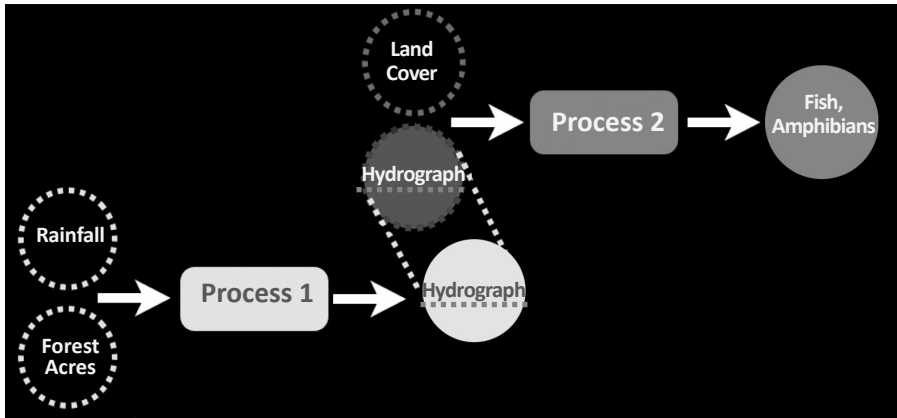 Land
Cover
Process 2
Fish,
Amphibians
Hydrograph
Rainfall
Process 1
Hydrograph
Forest
Acres